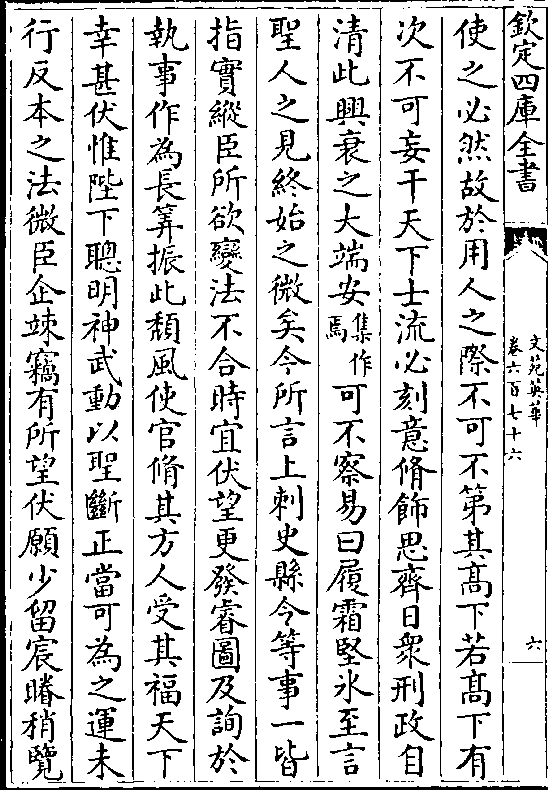 欽定四庫全書
文苑英華
卷六百七十六
六
使之必然故於用人之際不可不第其髙下若髙下有
次不可妄干天下士流必刻意脩飾思齊日衆刑政自
清此興衰之大端安集作焉可不察易曰履霜堅氷至言
聖人之見終始之微矣今所言上刺史縣令等事一皆
指實縱臣所欲變法不合時宜伏望更發睿圖及詢於
執事作為長筭振此頽風使官脩其方人受其福天下
幸甚伏惟陛下聰明神武動以聖斷正當可為之運未
行反本之法微臣企竦竊有所望伏願少留宸睠稍覽